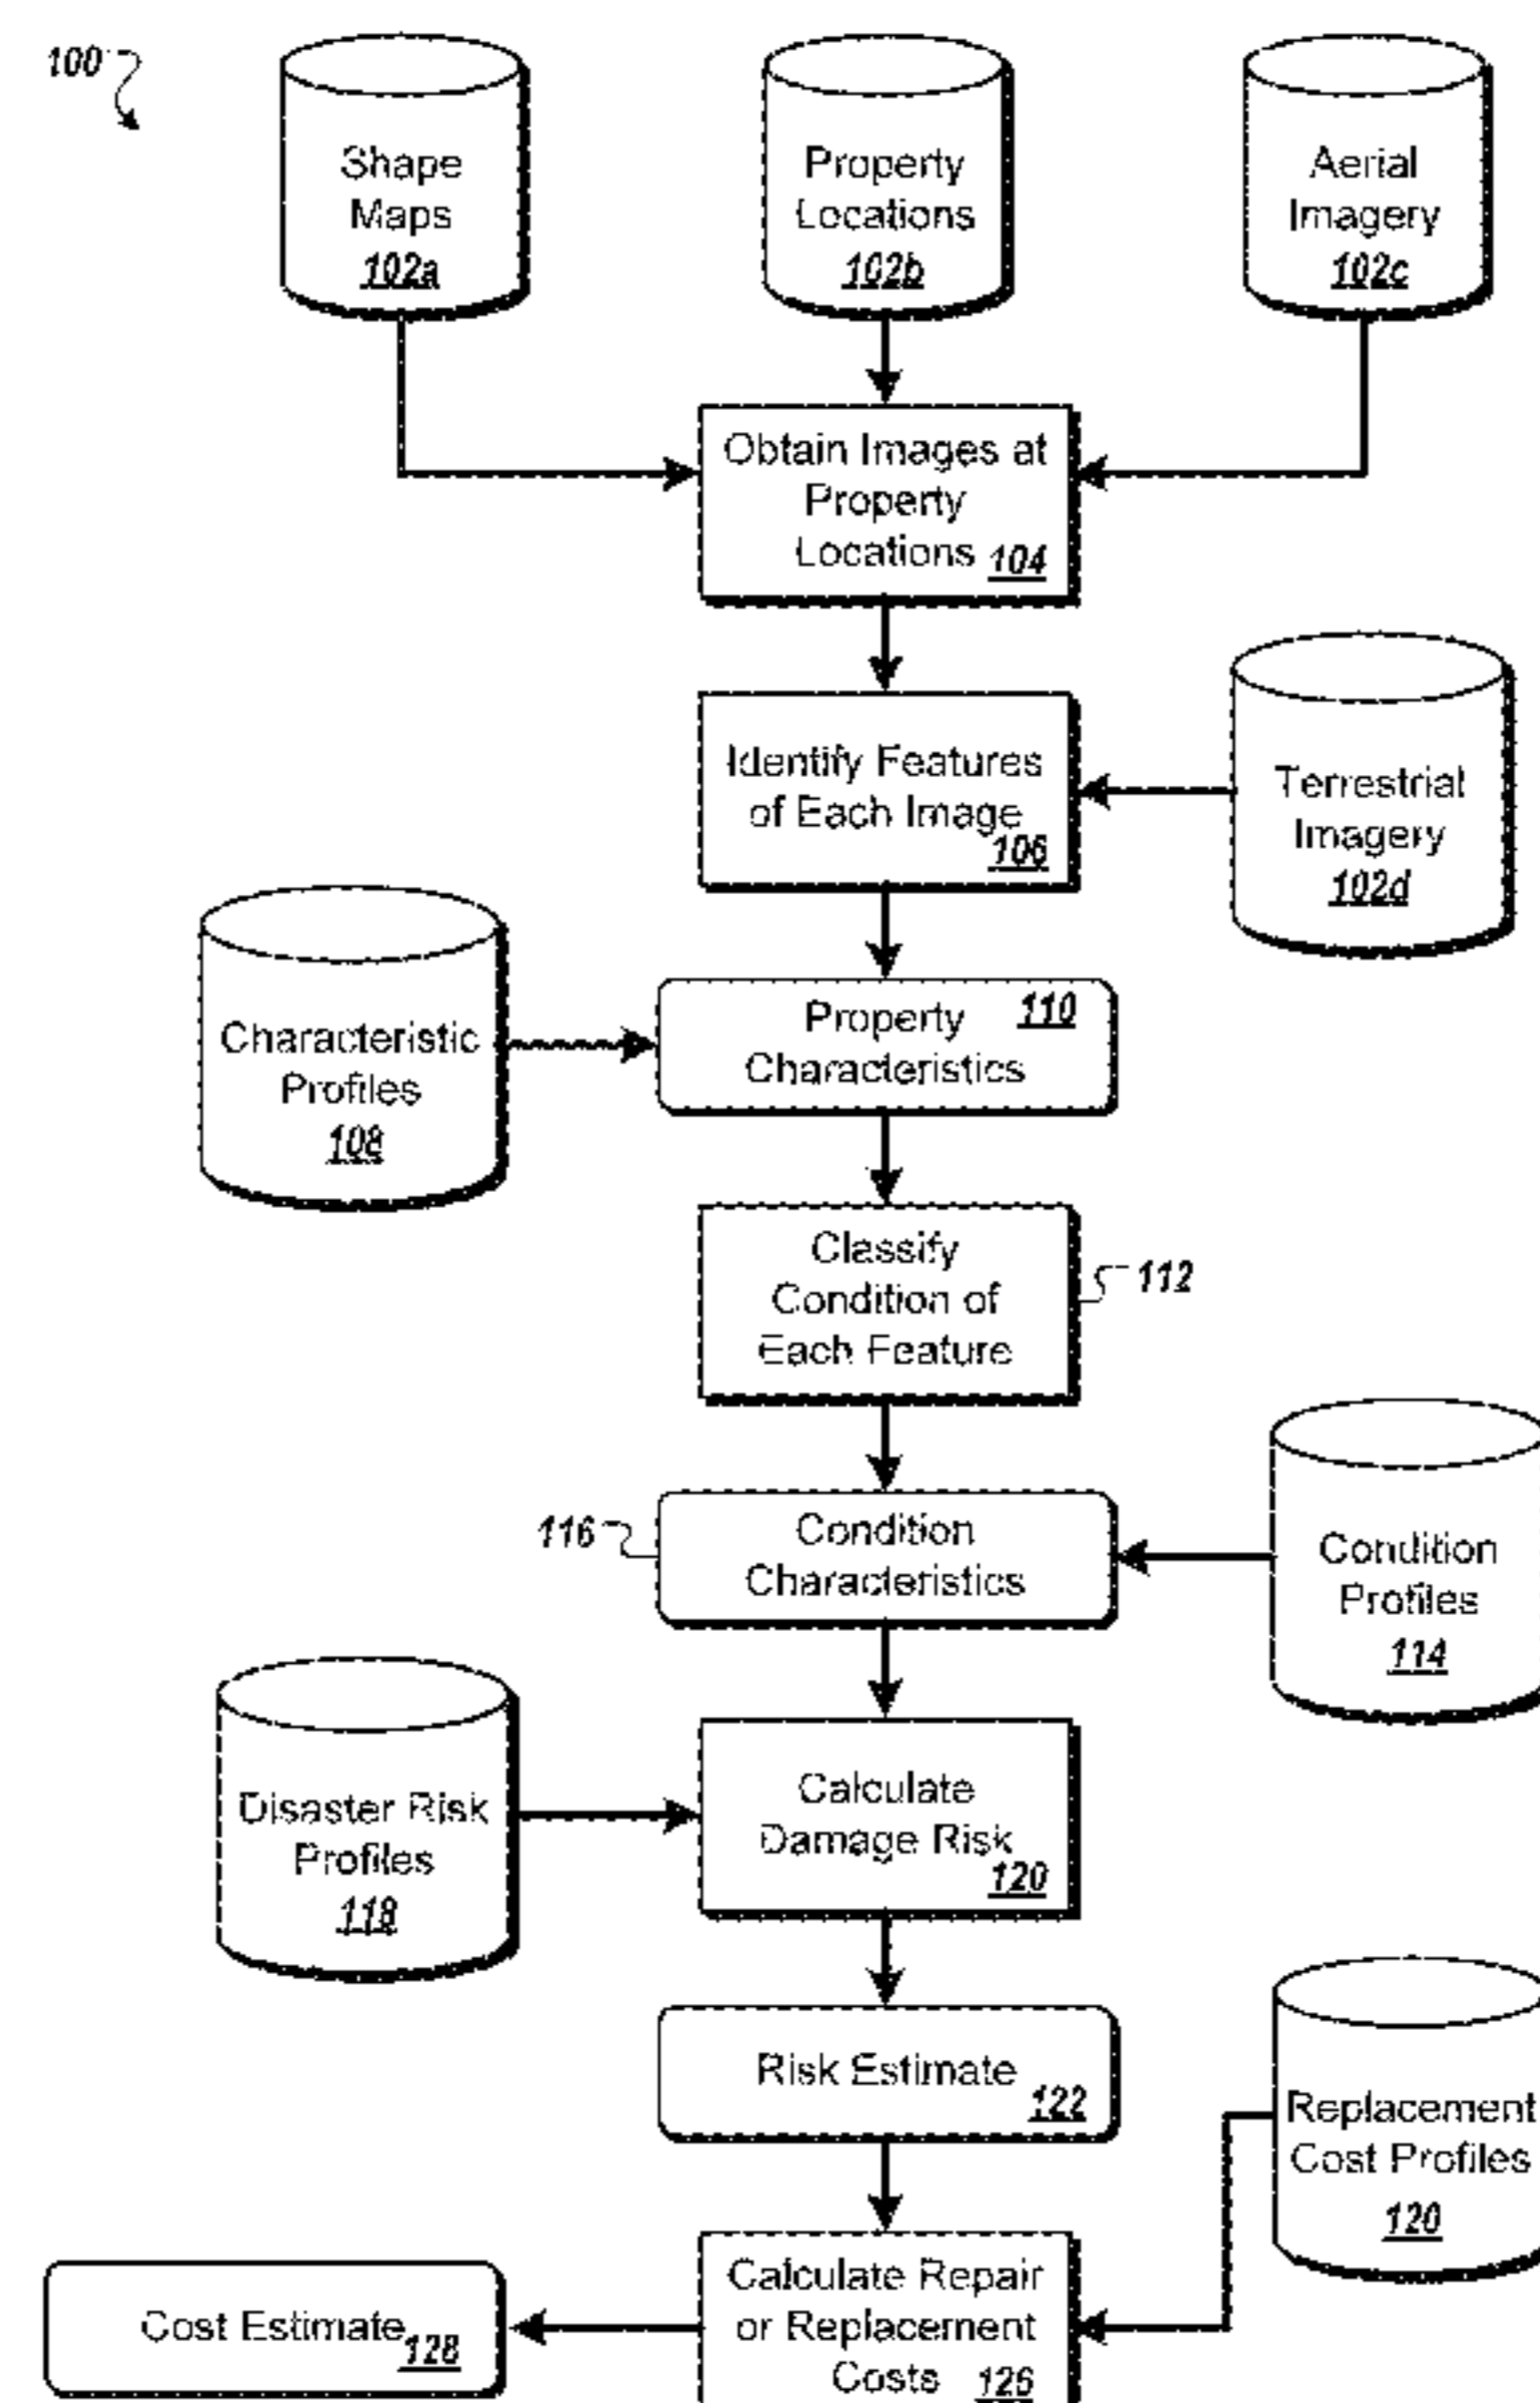 100
Shape
Maps
102a
Property
Locations
102b
Aerial
Imagery
102c
Obtain Images at
Property
Locations 104
Identify Features
of Each Image
106
Terrestrial
Imagery
102d
Characteristic
Profiles
108
110
Property
Characteristics
Classify
Condition of
Each Feature
112
116
Condition
Characteristics
Condition
Profiles
114
Disaster Risk
Profiles
118
Calculate
Damage Risk
120
Risk Estimate
122
Replacement
Cost Profiles
120
Calculate Repair
or Replacement
Costs 126
Cost Estimate 128